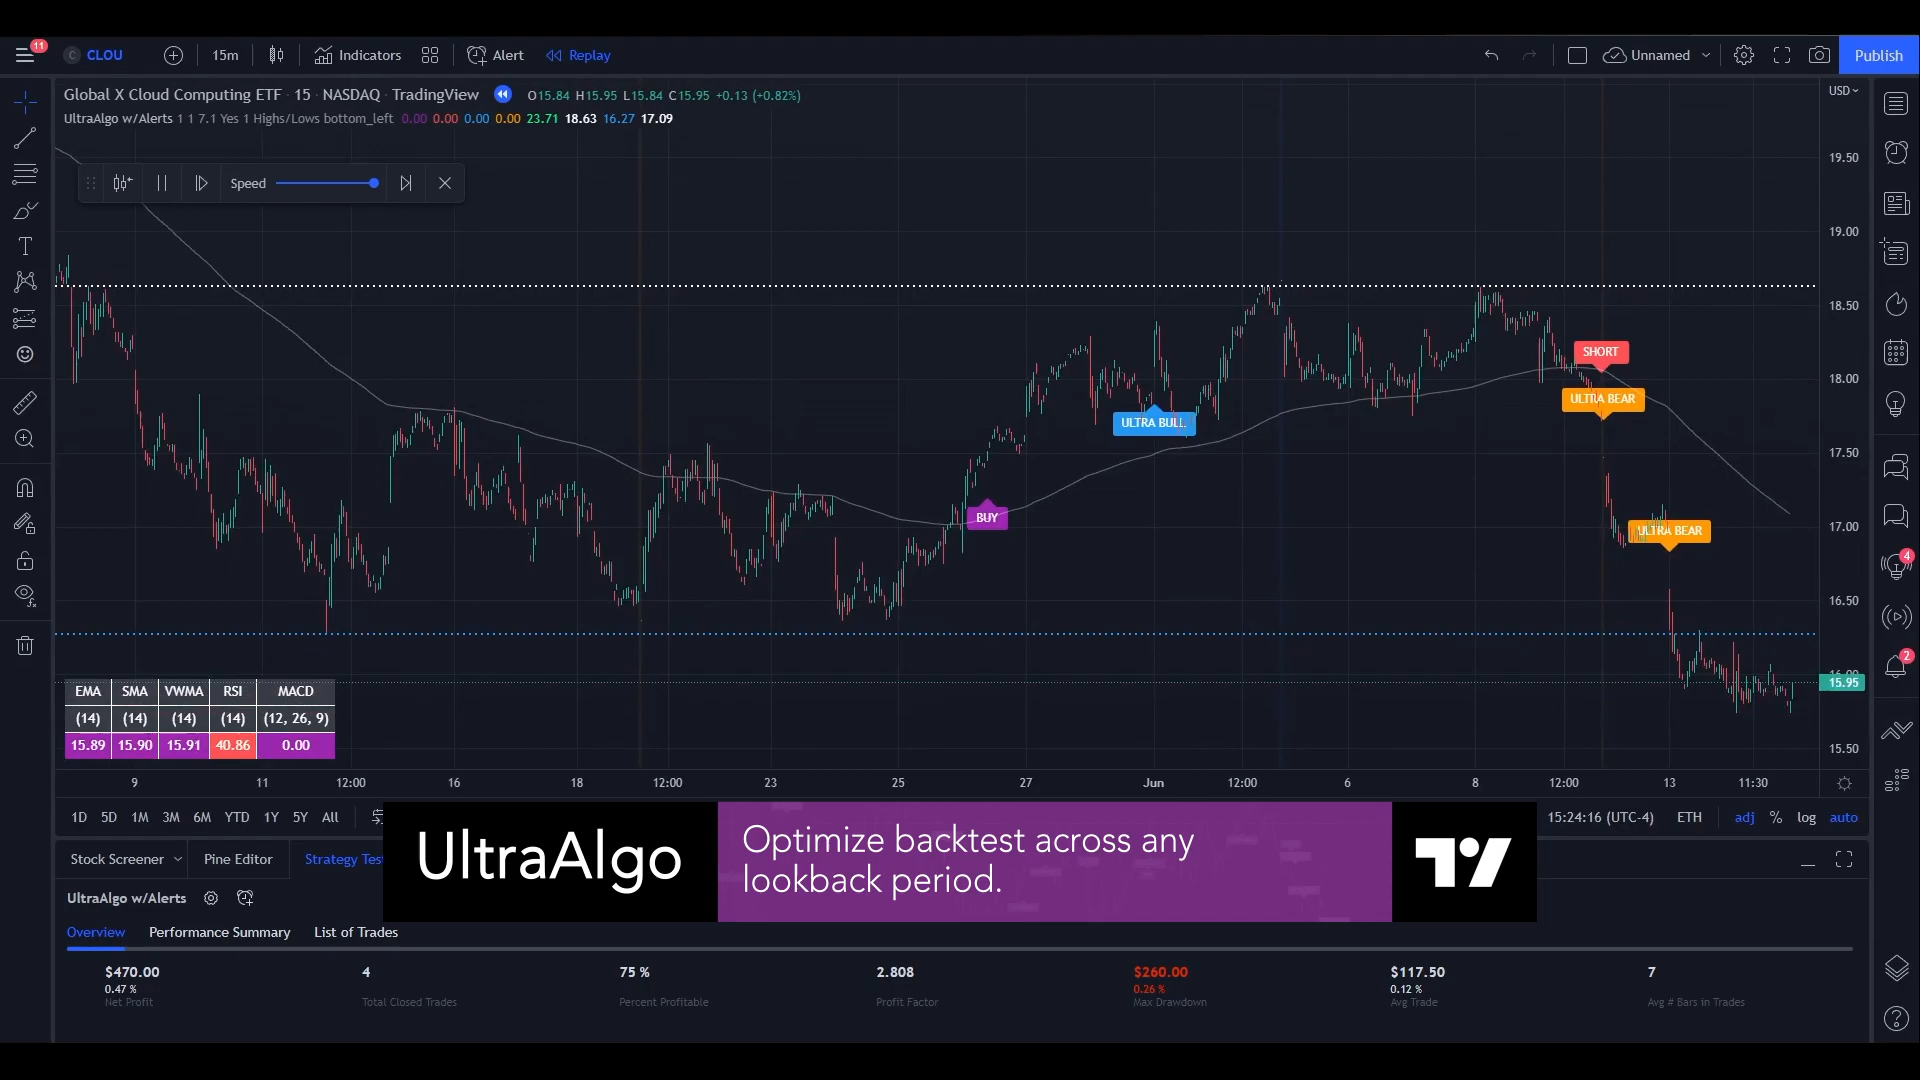 11 C CLOU 15m Indicators Alert Replay Unnamed Publish
Global X Cloud Computing ETF · 15 · NASDAQ · TradingView O15.84 H15.95 L15.84 C15.95 +0.13 (+0.82%)
USD
UltraAlgo w/Alerts 1 1 7.1 Yes 1 Highs/Lows bottom_left 0.00 0.00 0.00 0.00 23.71 18.63 16.27 17.09
19.50
Speed
19.00
18.50
SHORT
18.00
ULTRA BEAR
ULTRA BULL
17.50
BUY
17.00
ULTRA BEAR
16.50
4
2
16.00
15.95
EMA SMA VWMA RSI MACD
(14) (14) (14) (14) (12, 26, 9)
15.89 15.90 15.91 40.86 0.00
15.50
9 11 12:00 16 18 12:00 23 25 27 Jun 12:00 6 8 12:00 13 11:30
1D 5D 1M 3M 6M YTD 1Y 5Y All
15:24:16 (UTC-4) ETH adj % log auto
UltraAlgo
Optimize backtest across any
lookback period.
Stock Screener Pine Editor Strategy Tes
UltraAlgo w/Alerts
Overview Performance Summary List of Trades
$470.00 4 75 % 2.808 $260.00 $117.50 7
0.47 % 0.26 % 0.12 %
Net Profit Total Closed Trades Percent Profitable Profit Factor Max Drawdown Avg Trade Avg # Bars in Trades